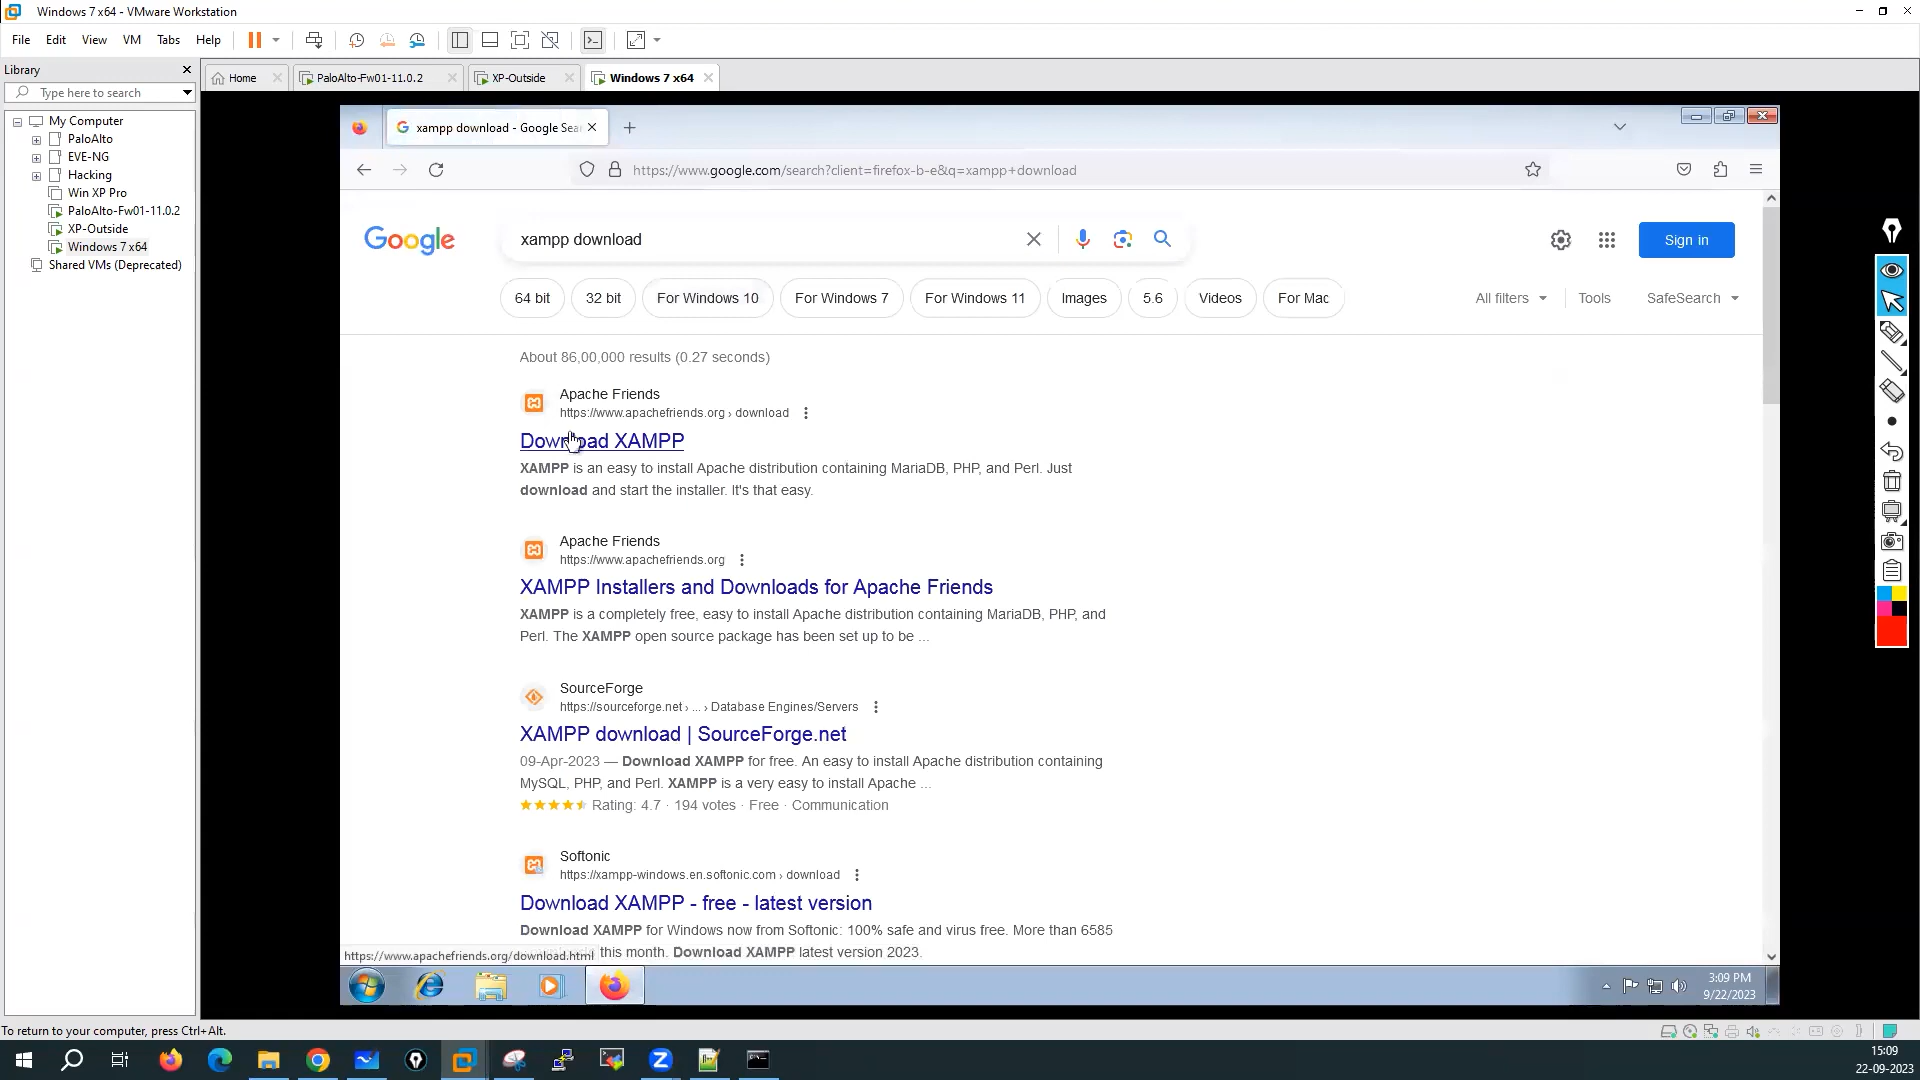 Windows 7 x64 - VMware Workstation
File Edit View VM Tabs Help
Library
Type here to search
My Computer
PaloAlto
EVE-NG
Hacking
Win XP Pro
PaloAlto-Fw01-11.0.2
XP-Outside
Windows 7 x64
Shared VMs (Deprecated)
Home PaloAlto-Fw01-11.0.2 XP-Outside Windows 7 x64
xampp download - Google Sea
https://www.google.com/search?client=firefox-b-e&q=xampp+download
Google
xampp download
Sign in
64 bit 32 bit For Windows 10 For Windows 7 For Windows 11 Images 5.6 Videos For Mac
All filters Tools SafeSearch
About 86,00,000 results (0.27 seconds)
Apache Friends
https://www.apachefriends.org › download
Download XAMPP
XAMPP is an easy to install Apache distribution containing MariaDB, PHP, and Perl. Just
download and start the installer. It's that easy.
Apache Friends
https://www.apachefriends.org
XAMPP Installers and Downloads for Apache Friends
XAMPP is a completely free, easy to install Apache distribution containing MariaDB, PHP, and
Perl. The XAMPP open source package has been set up to be ...
SourceForge
https://sourceforge.net › ... › Database Engines/Servers
XAMPP download | SourceForge.net
09-Apr-2023 — Download XAMPP for free. An easy to install Apache distribution containing
MySQL, PHP, and Perl. XAMPP is a very easy to install Apache ...
Rating: 4.7 · 194 votes · Free · Communication
Softonic
https://xampp-windows.en.softonic.com › download
Download XAMPP - free - latest version
Download XAMPP for Windows now from Softonic: 100% safe and virus free. More than 6585
this month. Download XAMPP latest version 2023.
https://www.apachefriends.org/download.html
3:09 PM
9/22/2023
To return to your computer, press Ctrl+Alt.
15:09
22-09-2023